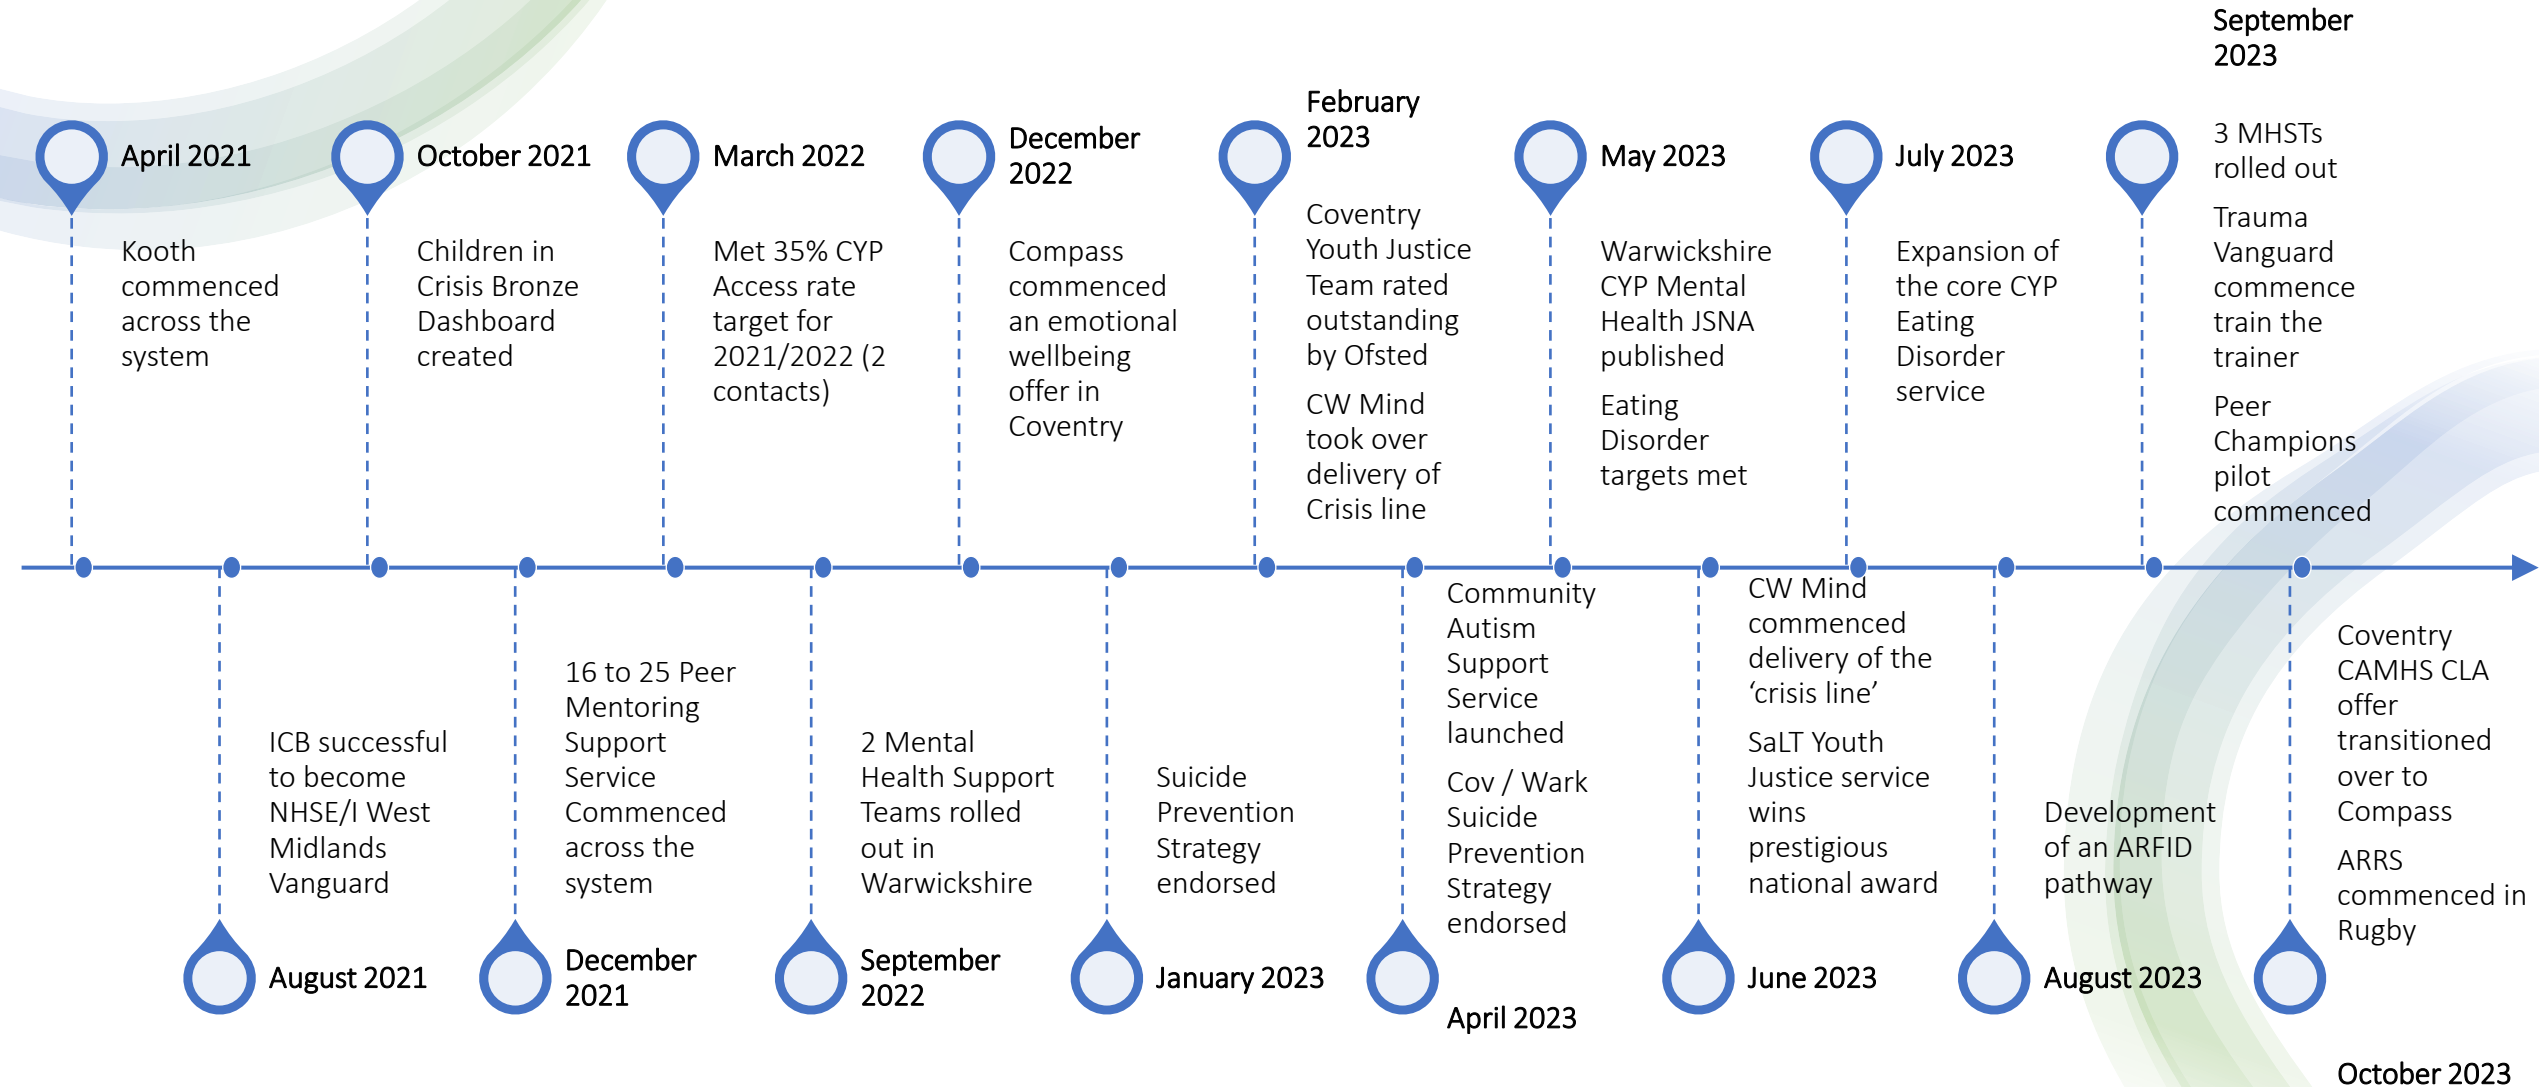 April 2021
Kooth
commenced
across the
system
August 2021
ICB successful
to become
NHSE/I West
Midlands
Vanguard
October 2021
Children in
Crisis Bronze
Dashboard
created
December
2021
16 to 25 Peer
Mentoring
Support
Service
Commenced
across the
system
March 2022
Met 35% CYP
Access rate
target for
2021/2022 (2
contacts)
September
2022
2 Mental
Health Support
Teams rolled
out in
Warwickshire
December
2022
Compass
commenced
an emotional
wellbeing
offer in
Coventry
January 2023
Suicide
Prevention
Strategy
endorsed
February
2023
Coventry
Youth Justice
Team rated
outstanding
by Ofsted
CW Mind
took over
delivery of
Crisis line
April 2023
Community
Autism
Support
Service
launched
Cov / Wark
Suicide
Prevention
Strategy
endorsed
May 2023
Warwickshire
CYP Mental
Health JSNA
published
Eating
Disorder
targets met
June 2023
CW Mind
commenced
delivery of the
‘crisis line’
SaLT Youth
Justice service
wins
prestigious
national award
July 2023
Expansion of
the core CYP
Eating
Disorder
service
August 2023
Development
of an ARFID
pathway
September
2023
3 MHSTs
rolled out
Trauma
Vanguard
commence
train the
trainer
Peer
Champions
pilot
commenced
October 2023
Coventry
CAMHS CLA
offer
transitioned
over to
Compass
ARRS
commenced in
Rugby